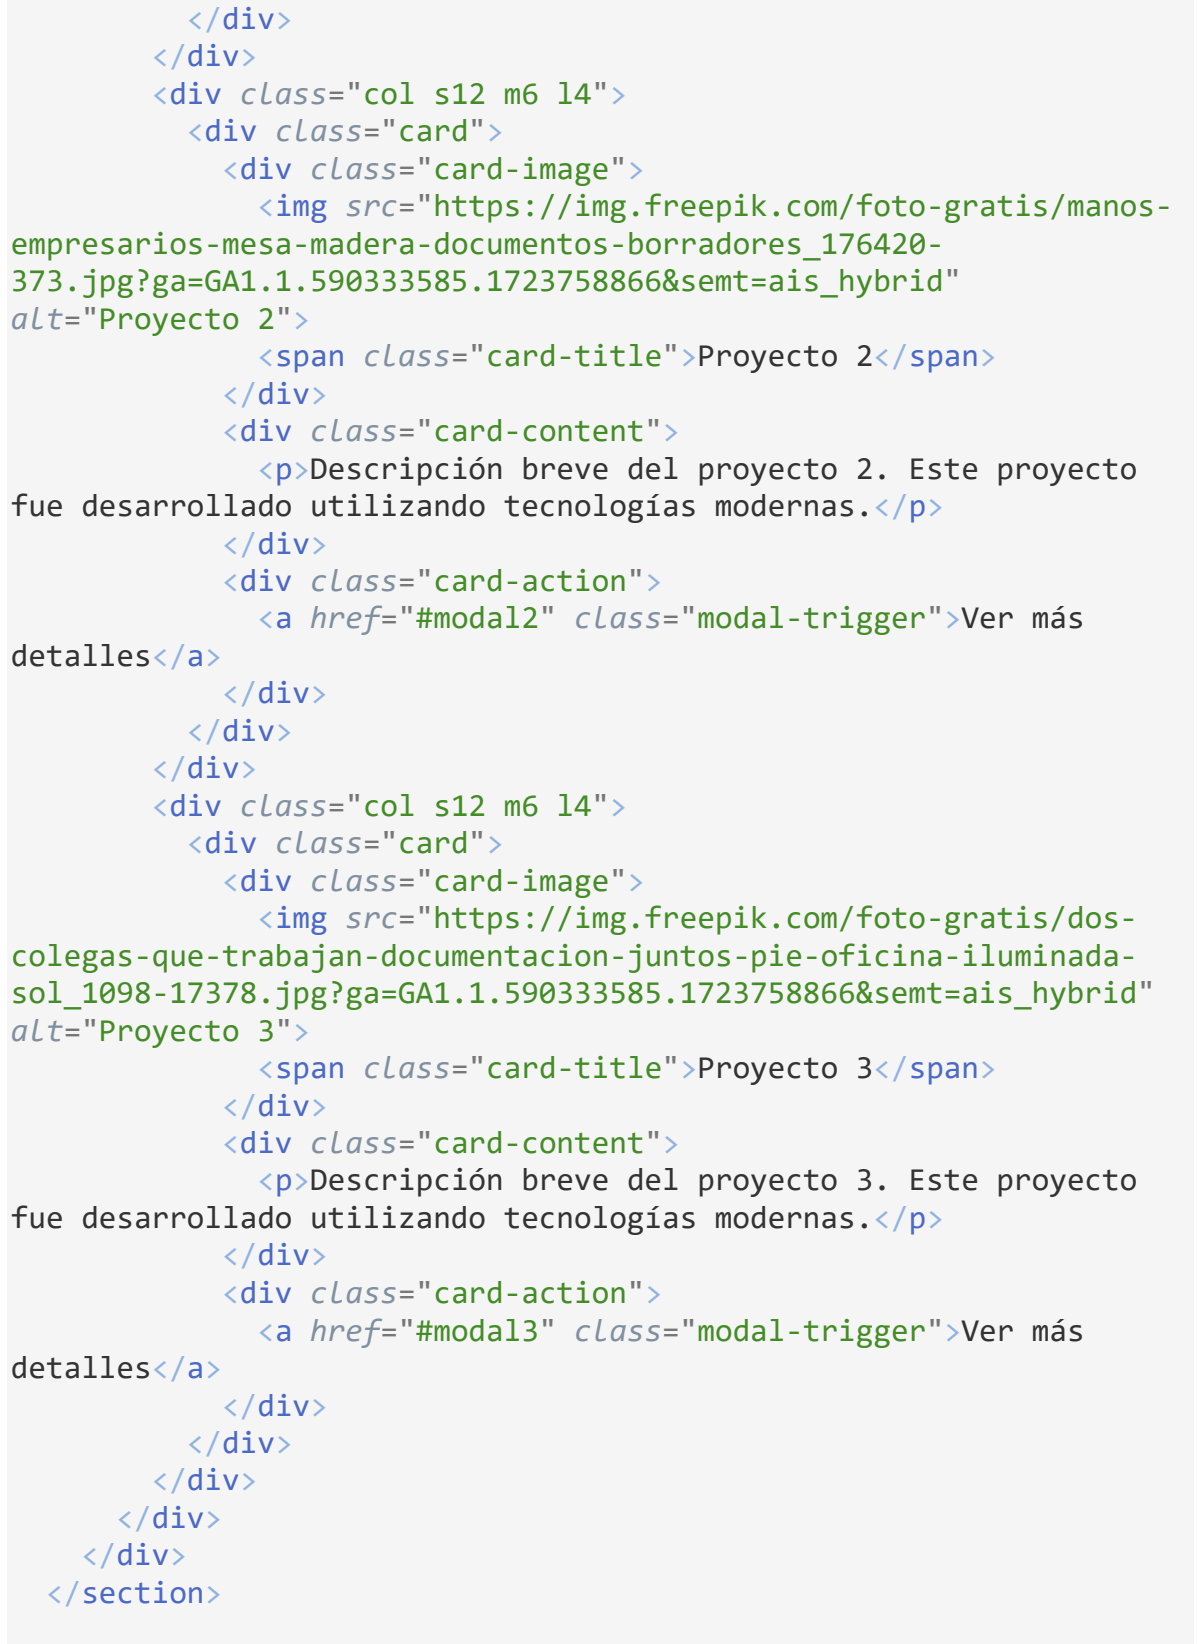 </div>
        </div>
        <div class="col s12 m6 l4">
          <div class="card">
            <div class="card-image">
              <img src="https://img.freepik.com/foto-gratis/manos-
empresarios-mesa-madera-documentos-borradores_176420-
373.jpg?ga=GA1.1.590333585.1723758866&semt=ais_hybrid"
alt="Proyecto 2">
              <span class="card-title">Proyecto 2</span>
            </div>
            <div class="card-content">
              <p>Descripción breve del proyecto 2. Este proyecto
fue desarrollado utilizando tecnologías modernas.</p>
            </div>
            <div class="card-action">
              <a href="#modal2" class="modal-trigger">Ver más
detalles</a>
            </div>
          </div>
        </div>
        <div class="col s12 m6 l4">
          <div class="card">
            <div class="card-image">
              <img src="https://img.freepik.com/foto-gratis/dos-
colegas-que-trabajan-documentacion-juntos-pie-oficina-iluminada-
sol_1098-17378.jpg?ga=GA1.1.590333585.1723758866&semt=ais_hybrid"
alt="Proyecto 3">
              <span class="card-title">Proyecto 3</span>
            </div>
            <div class="card-content">
              <p>Descripción breve del proyecto 3. Este proyecto
fue desarrollado utilizando tecnologías modernas.</p>
            </div>
            <div class="card-action">
              <a href="#modal3" class="modal-trigger">Ver más
detalles</a>
            </div>
          </div>
        </div>
      </div>
    </div>
  </section>